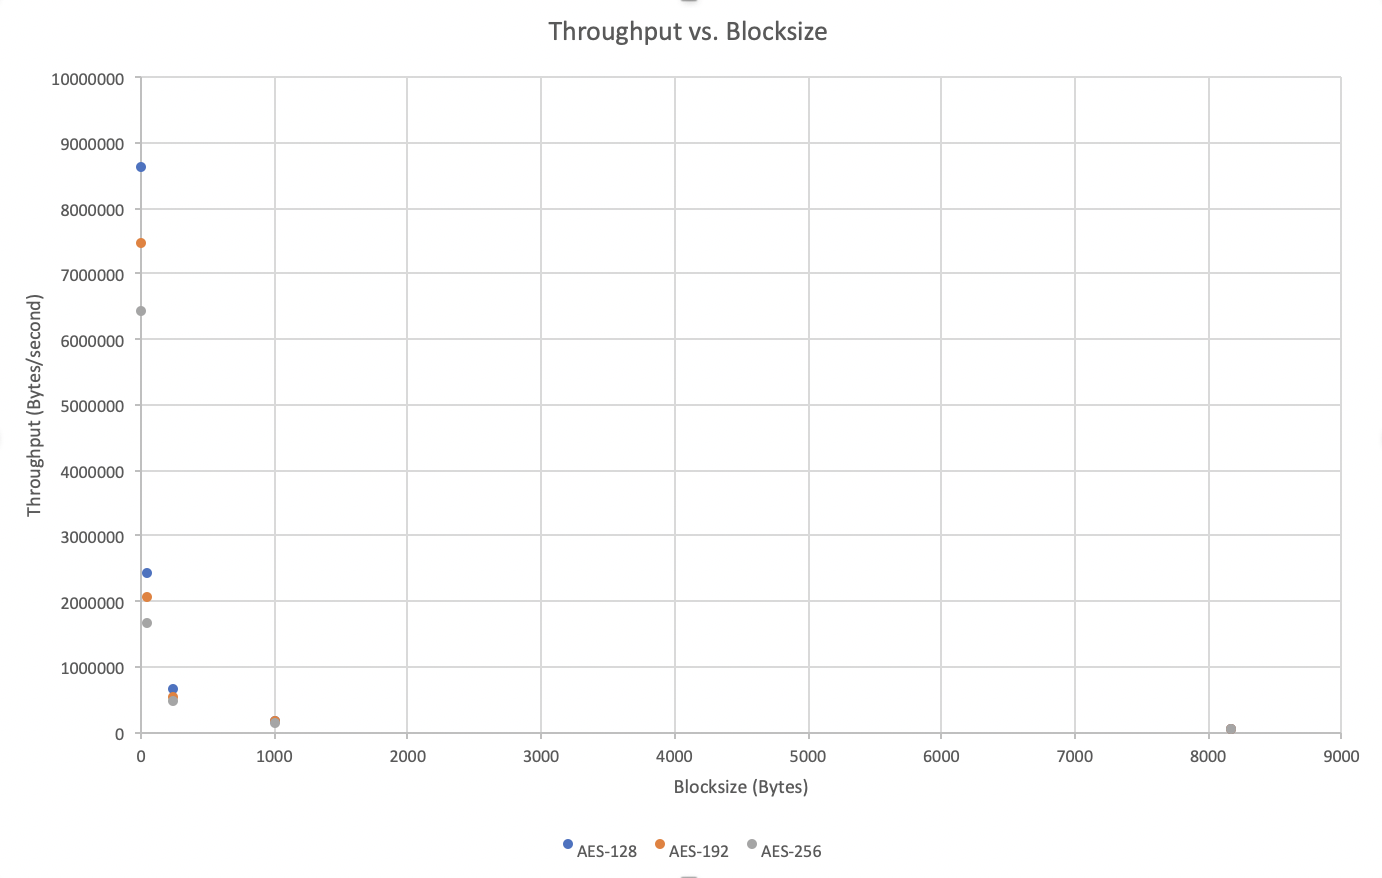 Throughput vs. Blocksize
10000000
9000000
8000000
7000000
6000000
5000000
4000000
3000000
2000000
1000000
0
Throughput (Bytes/second)
0 1000 2000 3000 4000 5000 6000 7000 8000 9000
Blocksize (Bytes)
AES-128 AES-192 AES-256